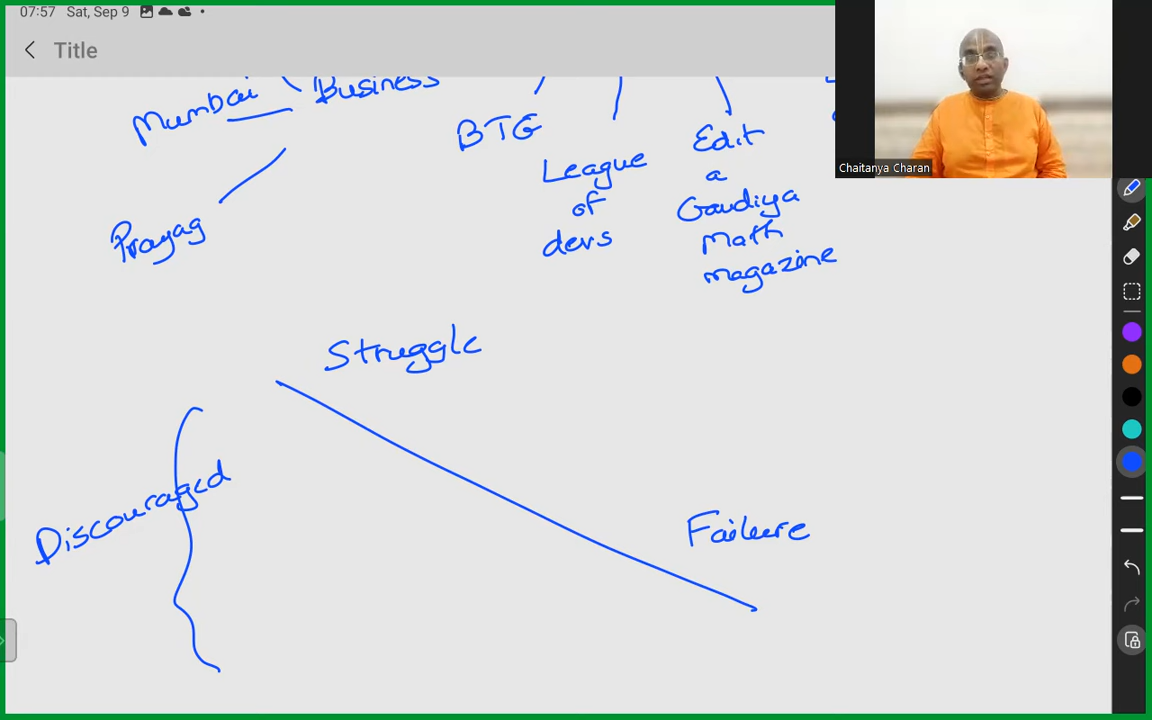 07:57 Sat, Sep 9
Title
Mumbai
Business
Prayag
BTG
League
of
devs
Edit
a
Gaudiya
Math
magazine
Chaitanya Charan
Struggle
Discouraged
Failure